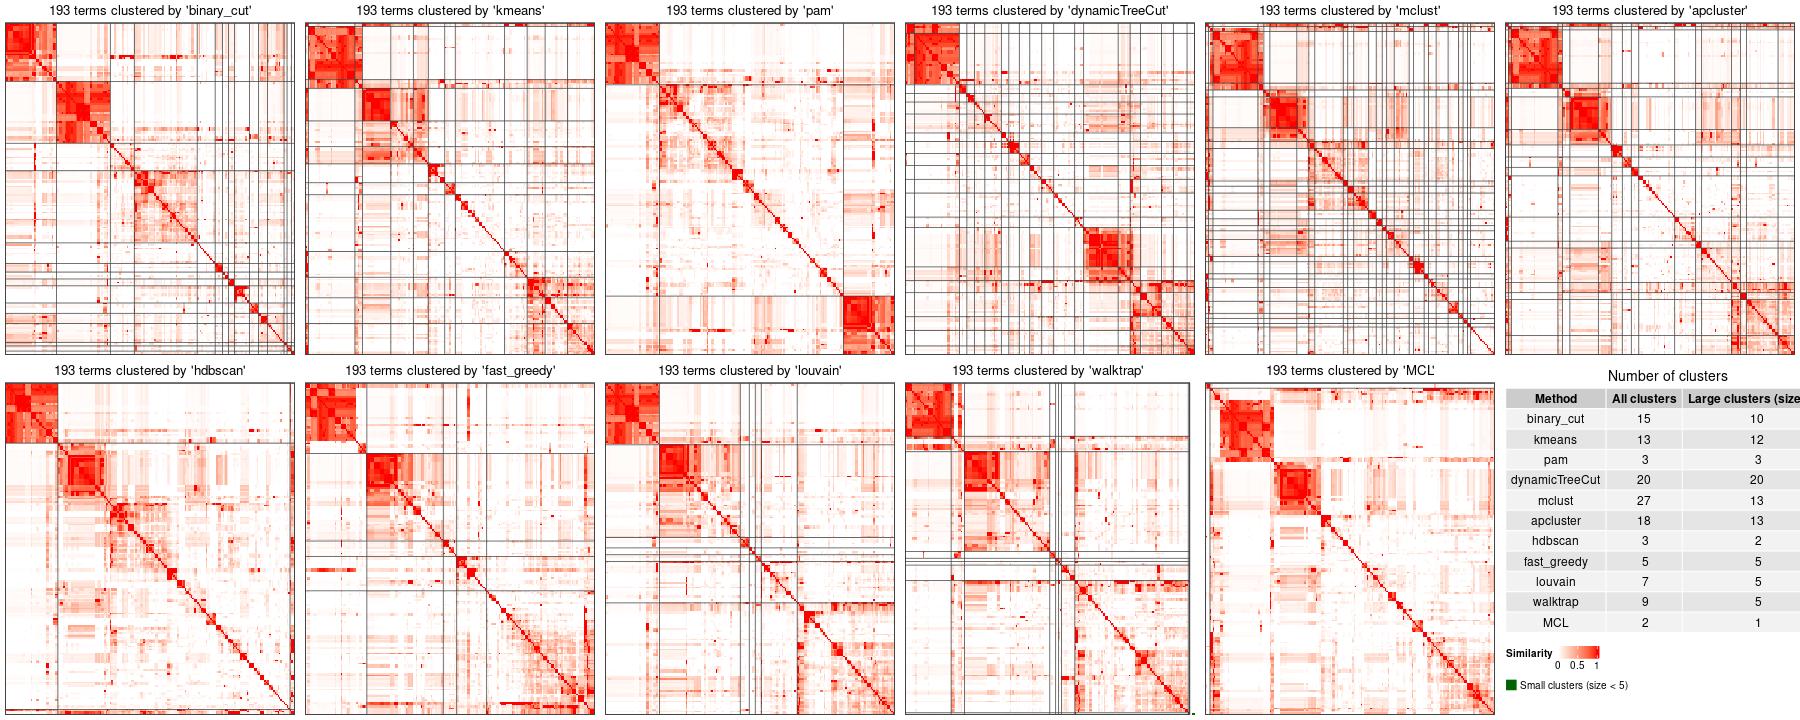 193 terms clustered by 'binary_cut'
193 terms clustered by 'kmeans'
193 terms clustered by 'pam'
193 terms clustered by 'dynamicTreeCut'
193 terms clustered by 'mclust'
193 terms clustered by 'apcluster'
193 terms clustered by 'hdbscan'
193 terms clustered by 'fast_greedy'
193 terms clustered by 'louvain'
193 terms clustered by 'walktrap'
193 terms clustered by 'MCL'
Number of clusters
Method All clusters Large clusters (size
binary_cut 15 10
kmeans 13 12
pam 3 3
dynamicTreeCut 20 20
mclust 27 13
apcluster 18 13
hdbscan 3 2
fast_greedy 5 5
louvain 7 5
walktrap 9 5
MCL 2 1
Similarity
0 0.5 1
Small clusters (size < 5)